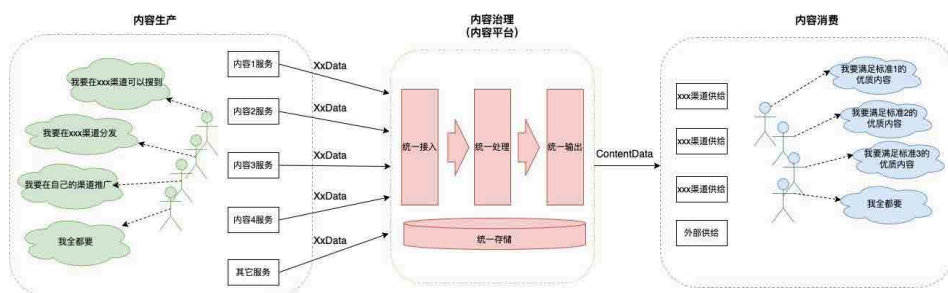 内容生产
内容治理
（内容平台）
内容消费
我要在xxx渠道可以搜到
我要在xxx渠道分发
我要在自己的渠道推广
我全都要
内容1服务
内容2服务
内容3服务
内容4服务
其它服务
XxData
XxData
XxData
XxData
XxData
统一接入
统一处理
统一输出
统一存储
ContentData
xxx渠道供给
xxx渠道供给
xxx渠道供给
外部供给
我要满足标准1的
优质内容
我要满足标准2的
优质内容
我要满足标准3的
优质内容
我全都要